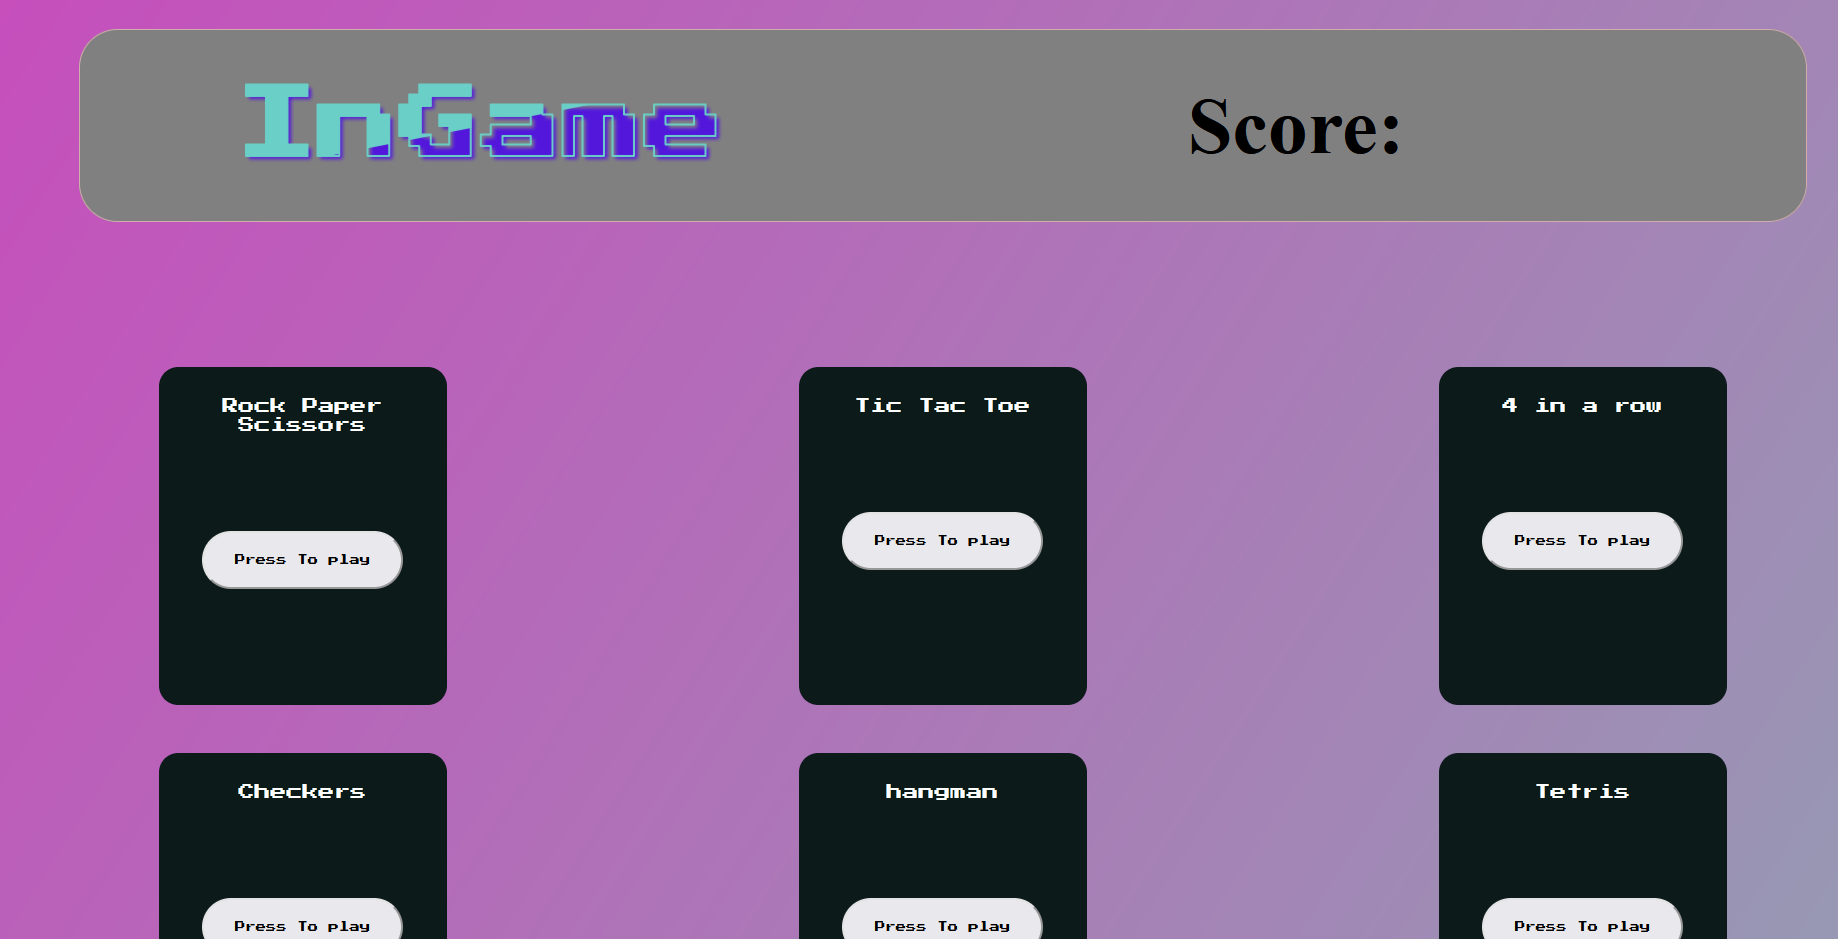 InGame
Score:
Rock Paper
Scissors
Tic Tac Toe
4 in a row
Press To play
Press To play
Press To play
Checkers
hangman
Tetris
Press To play
Press To play
Press To play